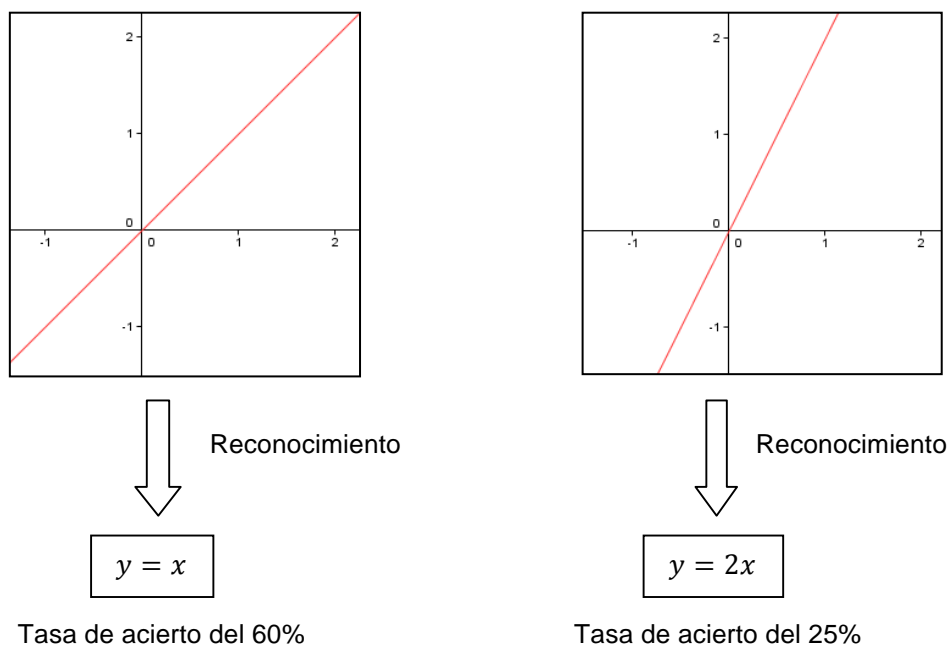 2
1
0
-1
0
1
2
-1
2
1
0
-1
0
1
2
-1
Reconocimiento
Reconocimiento
y = x
y = 2x
Tasa de acierto del 60%
Tasa de acierto del 25%